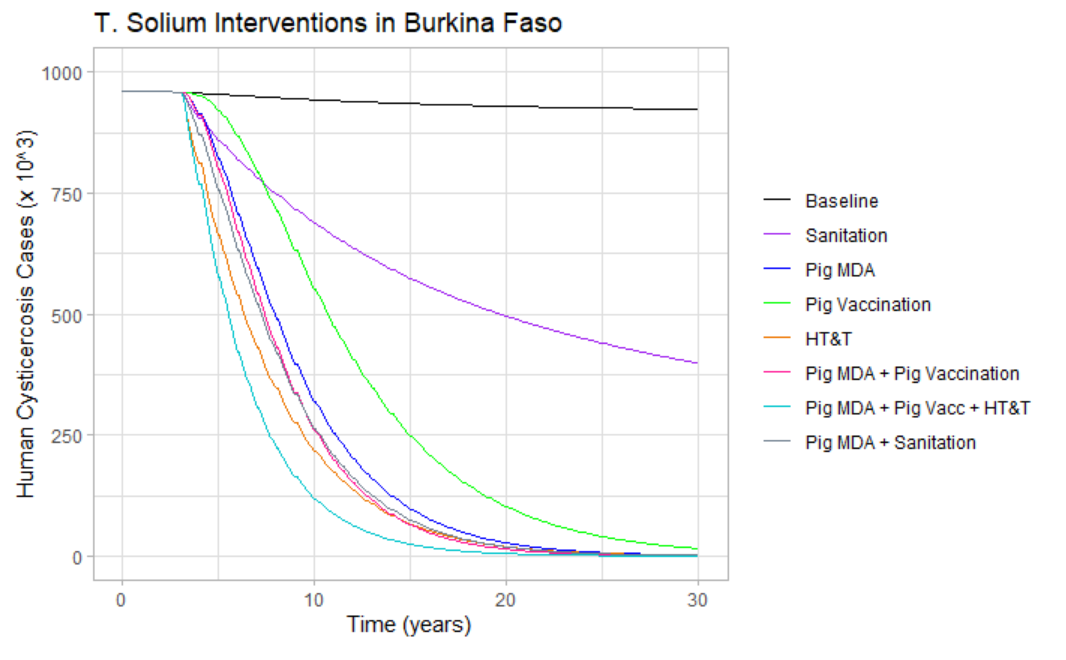 T. Solium Interventions in Burkina Faso
Human Cysticercosis Cases (x 10^3)
1000
750
500
250
0
0 10 20 30
Time (years)
Baseline
Sanitation
Pig MDA
Pig Vaccination
HT&T
Pig MDA + Pig Vaccination
Pig MDA + Pig Vacc + HT&T
Pig MDA + Sanitation